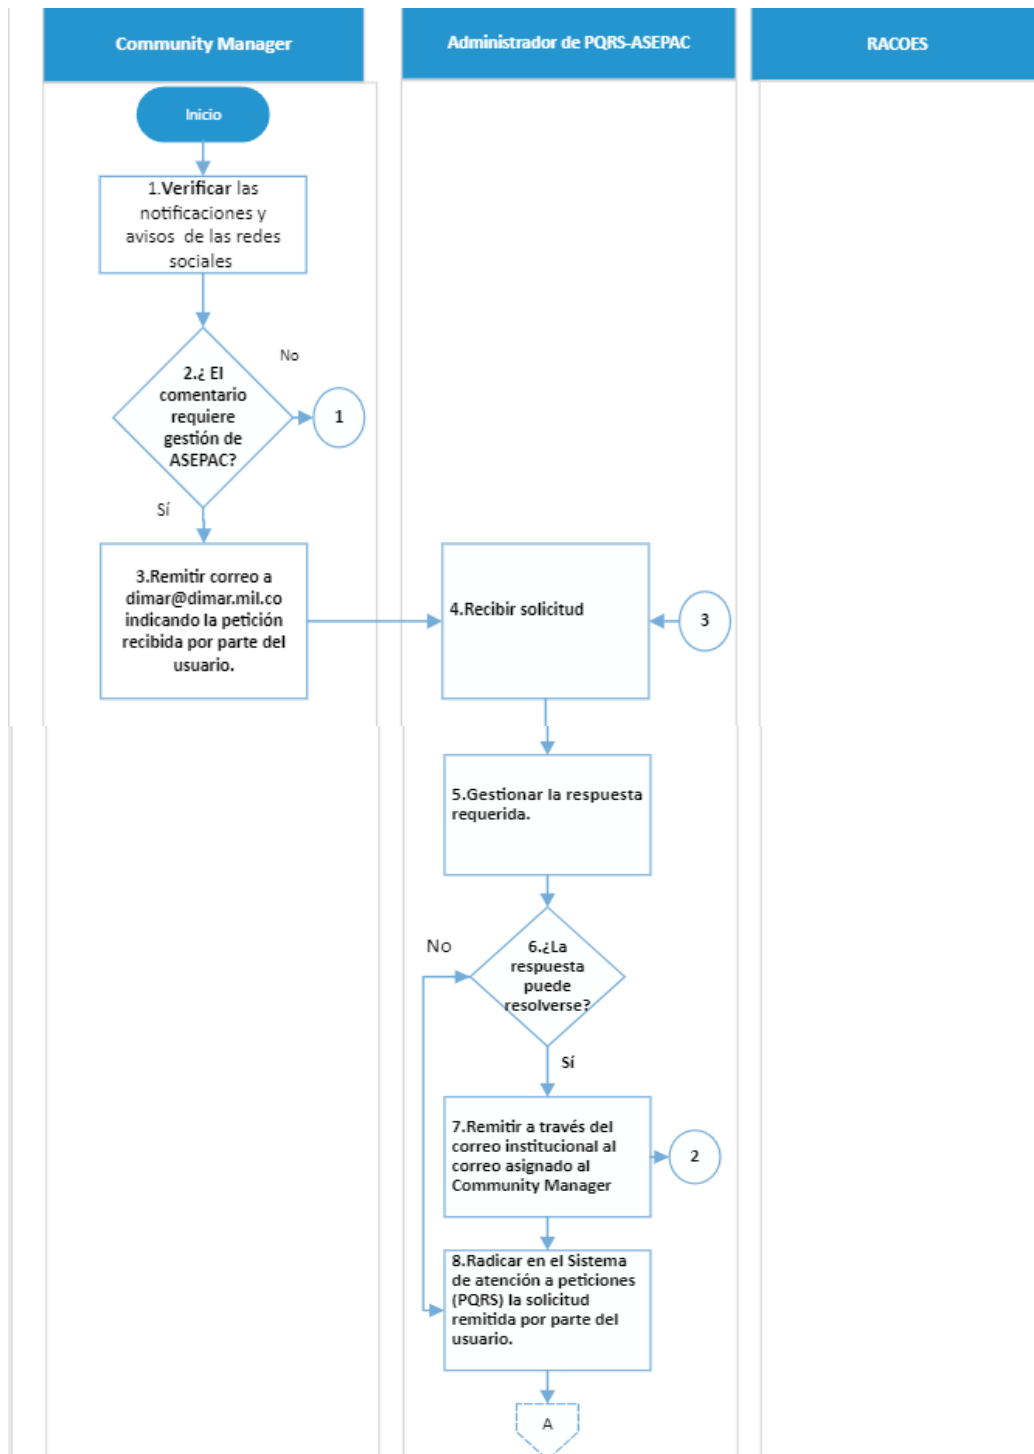 Community Manager
Administrador de PQRS-ASEPAC
RACOES
Inicio
1.Verificar las
notificaciones y
avisos de las redes
sociales
No
2.¿ El
comentario
requiere
gestión de
ASEPAC?
1
Sí
3.Remitir correo a
dimar@dimar.mil.co
indicando la petición
recibida por parte del
usuario.
4.Recibir solicitud
3
5.Gestionar la respuesta
requerida.
No
6.¿La
respuesta
puede
resolverse?
Sí
7.Remitir a través del
correo institucional al
correo asignado al
Community Manager
2
8.Radicar en el Sistema
de atención a peticiones
(PQRS) la solicitud
remitida por parte del
usuario.
A